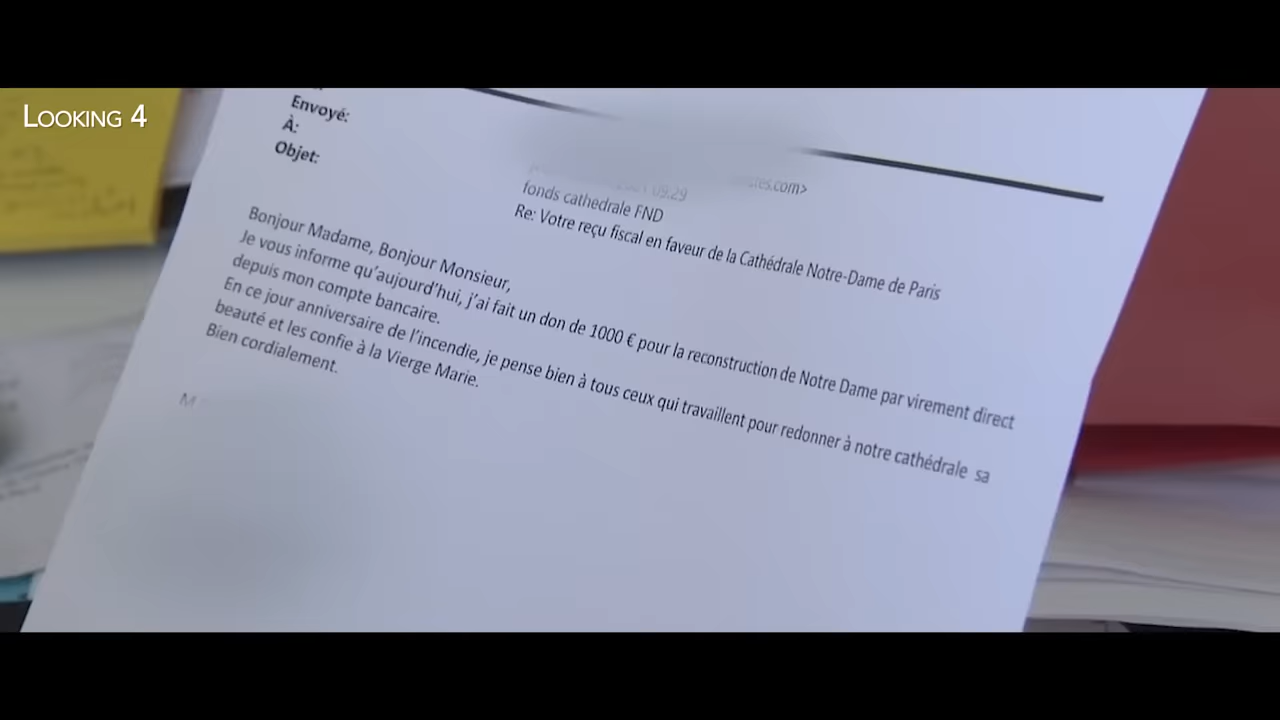 LOOKING 4
Envoyé:
À:
Objet:
09:29
fonds cathedrale FND
Re: Votre reçu fiscal en faveur de la Cathédrale Notre-Dame de Paris
Bonjour Madame, Bonjour Monsieur,
Je vous informe qu'aujourd'hui, j'ai fait un don de 1000 € pour la reconstruction de Notre Dame par virement direct
depuis mon compte bancaire.
En ce jour anniversaire de l'incendie, je pense bien à tous ceux qui travaillent pour redonner à notre cathédrale sa
beauté et les confie à la Vierge Marie.
Bien cordialement.
M